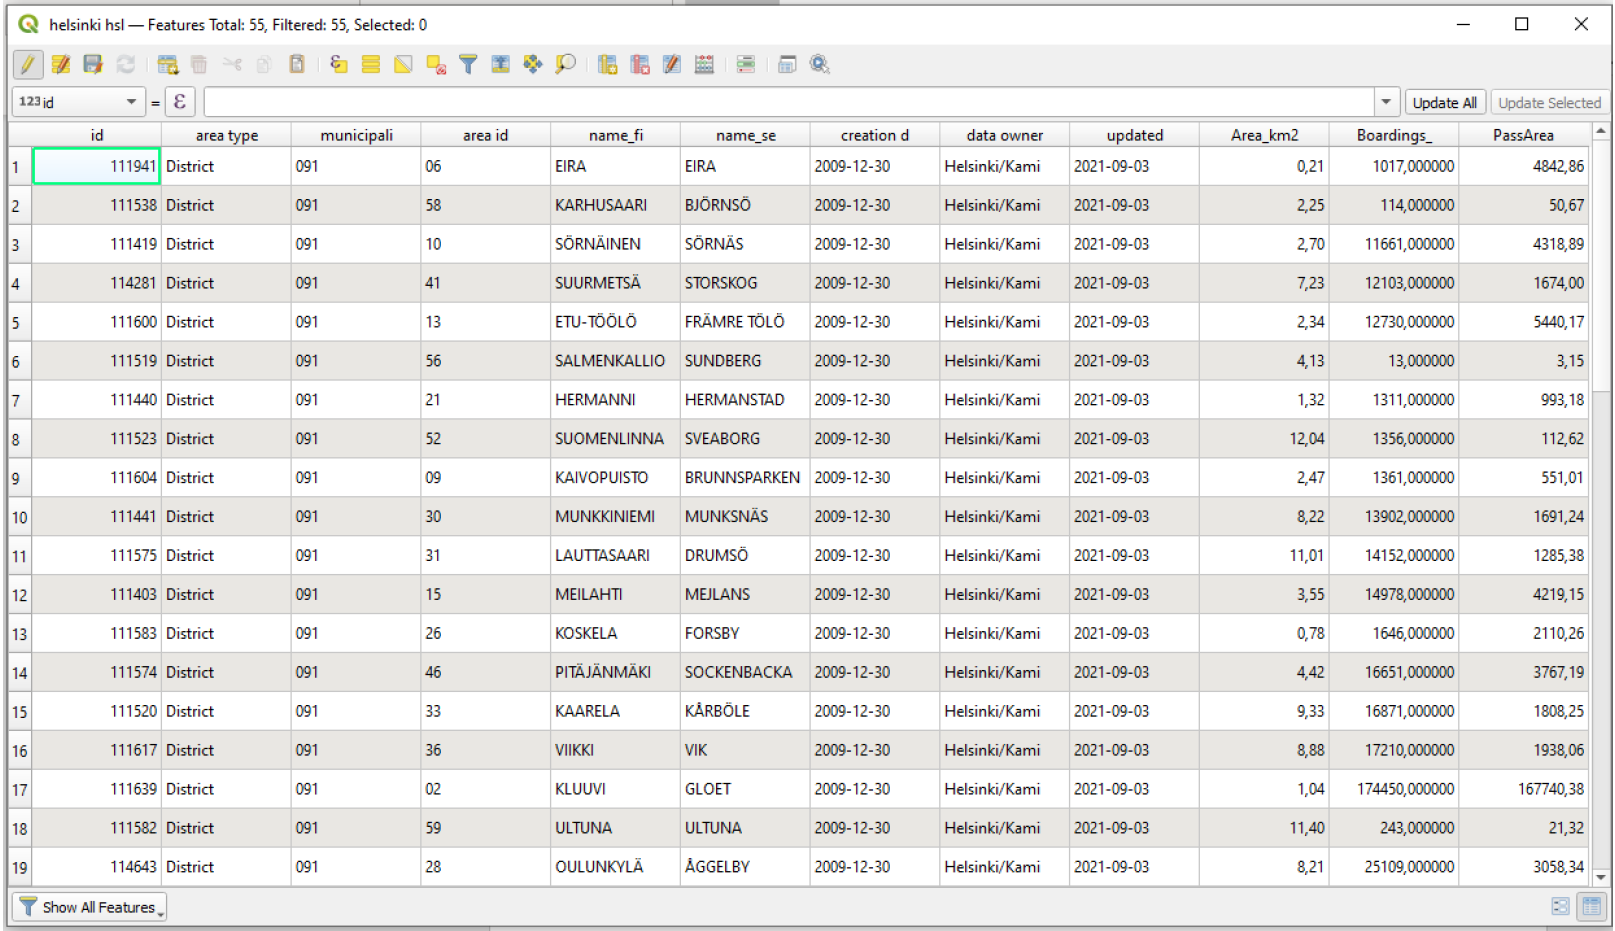 helsinki hsl — Features Total: 55, Filtered: 55, Selected: 0
123 id = ε Update All Update Selected
id area type municipali area id name_fi name_se creation d data owner updated Area_km2 Boardings_ PassArea
1 111941 District 091 06 EIRA EIRA 2009-12-30 Helsinki/Kami 2021-09-03 0,21 1017,000000 4842,86
2 111538 District 091 58 KARHUSAARI BJÖRNSÖ 2009-12-30 Helsinki/Kami 2021-09-03 2,25 114,000000 50,67
3 111419 District 091 10 SÖRNÄINEN SÖRNÄS 2009-12-30 Helsinki/Kami 2021-09-03 2,70 11661,000000 4318,89
4 114281 District 091 41 SUURMETSÄ STORSKOG 2009-12-30 Helsinki/Kami 2021-09-03 7,23 12103,000000 1674,00
5 111600 District 091 13 ETU-TÖÖLÖ FRÄMRE TÖLÖ 2009-12-30 Helsinki/Kami 2021-09-03 2,34 12730,000000 5440,17
6 111519 District 091 56 SALMENKALLIO SUNDBERG 2009-12-30 Helsinki/Kami 2021-09-03 4,13 13,000000 3,15
7 111440 District 091 21 HERMANNI HERMANSTAD 2009-12-30 Helsinki/Kami 2021-09-03 1,32 1311,000000 993,18
8 111523 District 091 52 SUOMENLINNA SVEABORG 2009-12-30 Helsinki/Kami 2021-09-03 12,04 1356,000000 112,62
9 111604 District 091 09 KAIVOPUISTO BRUNNSPARKEN 2009-12-30 Helsinki/Kami 2021-09-03 2,47 1361,000000 551,01
10 111441 District 091 30 MUNKKINIEMI MUNKSNÄS 2009-12-30 Helsinki/Kami 2021-09-03 8,22 13902,000000 1691,24
11 111575 District 091 31 LAUTTASAARI DRUMSÖ 2009-12-30 Helsinki/Kami 2021-09-03 11,01 14152,000000 1285,38
12 111403 District 091 15 MEILAHTI MEJLANS 2009-12-30 Helsinki/Kami 2021-09-03 3,55 14978,000000 4219,15
13 111583 District 091 26 KOSKELA FORSBY 2009-12-30 Helsinki/Kami 2021-09-03 0,78 1646,000000 2110,26
14 111574 District 091 46 PITÄJÄNMÄKI SOCKENBACKA 2009-12-30 Helsinki/Kami 2021-09-03 4,42 16651,000000 3767,19
15 111520 District 091 33 KAARELA KÅRBÖLE 2009-12-30 Helsinki/Kami 2021-09-03 9,33 16871,000000 1808,25
16 111617 District 091 36 VIIKKI VIK 2009-12-30 Helsinki/Kami 2021-09-03 8,88 17210,000000 1938,06
17 111639 District 091 02 KLUUVI GLOET 2009-12-30 Helsinki/Kami 2021-09-03 1,04 174450,000000 167740,38
18 111582 District 091 59 ULTUNA ULTUNA 2009-12-30 Helsinki/Kami 2021-09-03 11,40 243,000000 21,32
19 114643 District 091 28 OULUNKYLÄ ÅGGELBY 2009-12-30 Helsinki/Kami 2021-09-03 8,21 25109,000000 3058,34
Show All Features